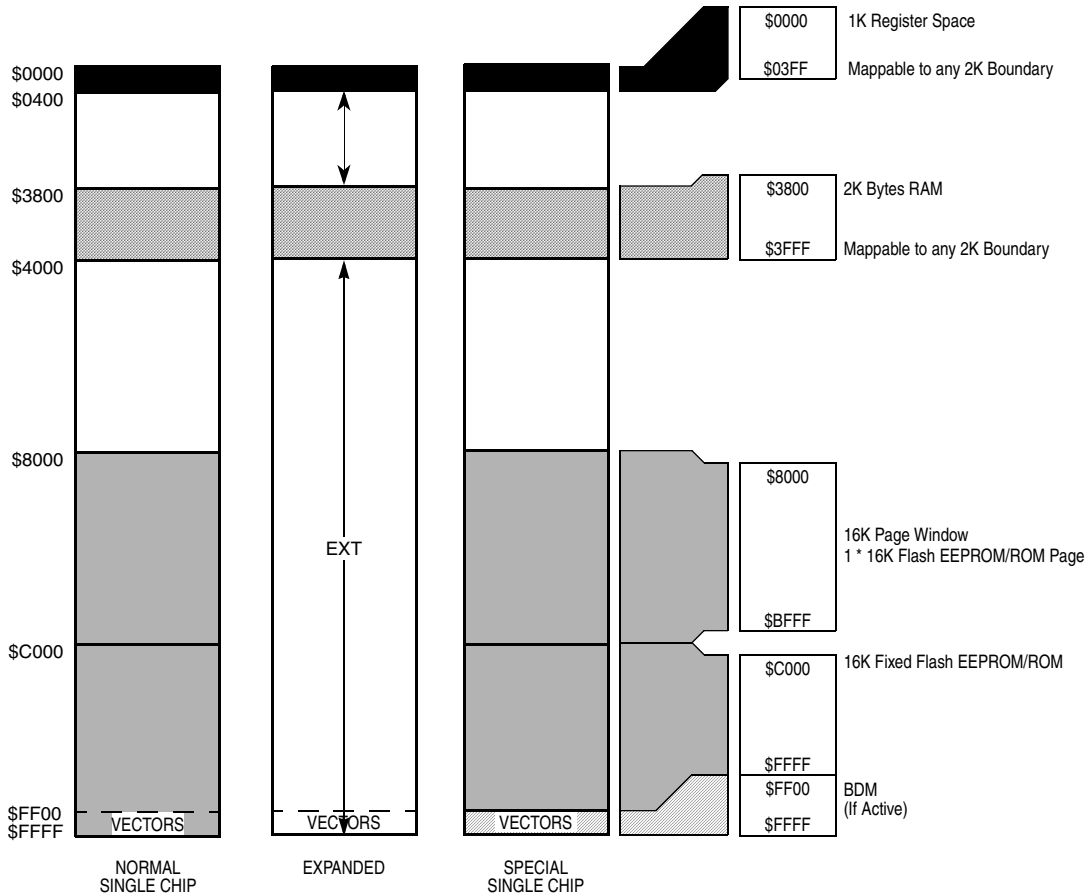 $0000
$0400
$3800
$4000
$8000
$C000
$FF00
$FFFF
EXT
VECTORS
VECTORS
VECTORS
NORMAL
SINGLE CHIP
EXPANDED
SPECIAL
SINGLE CHIP
$0000
1K Register Space
$03FF
Mappable to any 2K Boundary
$3800
2K Bytes RAM
$3FFF
Mappable to any 2K Boundary
$8000
16K Page Window
1 * 16K Flash EEPROM/ROM Page
$BFFF
$C000
16K Fixed Flash EEPROM/ROM
$FFFF
$FF00
BDM
(If Active)
$FFFF